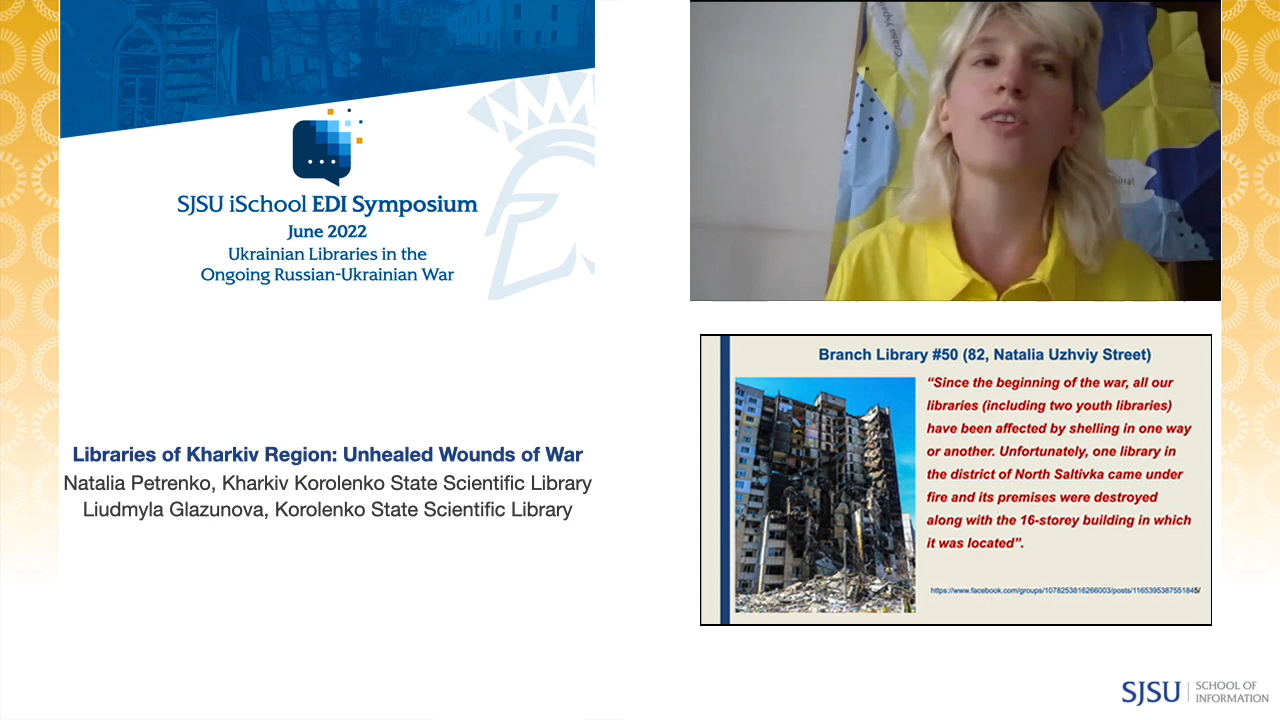 SJSU iSchool EDI Symposium
June 2022
Ukrainian Libraries in the
Ongoing Russian-Ukrainian War
Libraries of Kharkiv Region: Unhealed Wounds of War
Natalia Petrenko, Kharkiv Korolenko State Scientific Library
Liudmyla Glazunova, Korolenko State Scientific Library
Branch Library #50 (82, Natalia Uzhviy Street)
“Since the beginning of the war, all our
libraries (including two youth libraries)
have been affected by shelling in one way
or another. Unfortunately, one library in
the district of North Saltivka came under
fire and its premises were destroyed
along with the 16-storey building in which
it was located”.
https://www.facebook.com/groups/1078253816266003/posts/1165395387551845/
SJSU SCHOOL OF
INFORMATION